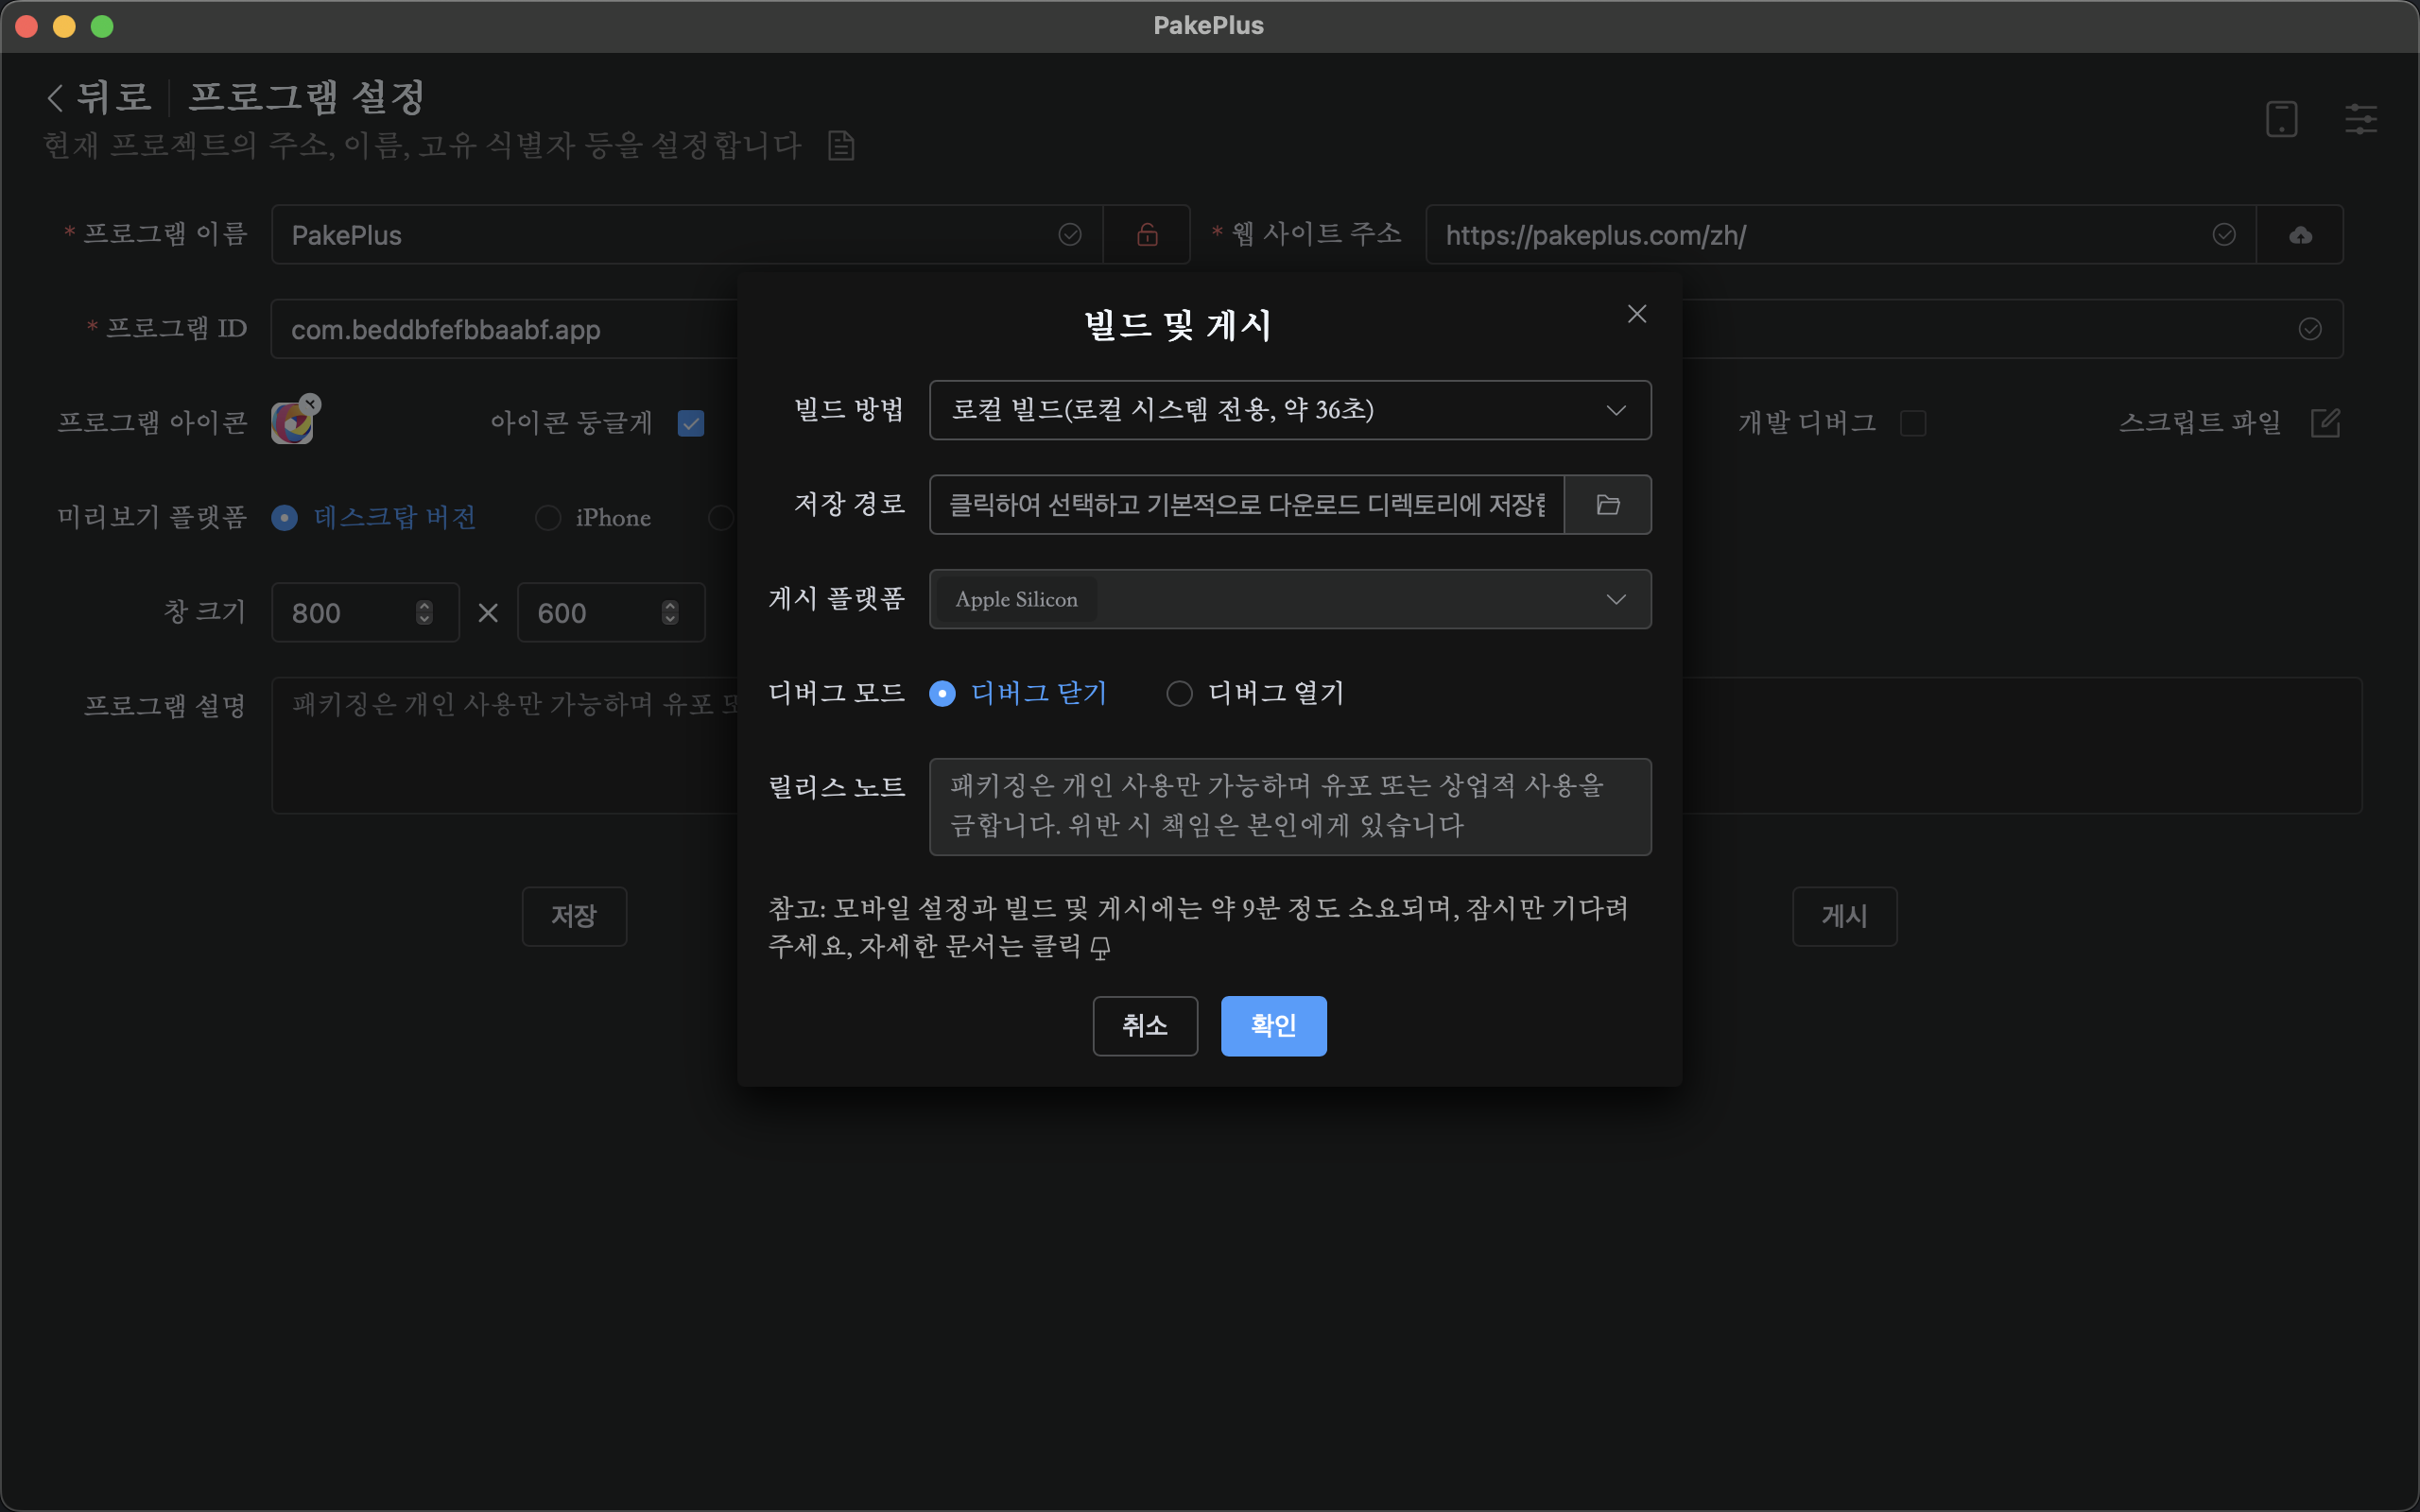 PakePlus
뒤로
프로그램 설정
현재 프로젝트의 주소, 이름, 고유 식별자 등을 설정합니다
* 프로그램 이름
PakePlus
* 웹 사이트 주소
https://pakeplus.com/zh/
* 프로그램 ID
com.beddbfefbbaabf.app
프로그램 아이콘
아이콘 둥글게
개발 디버그
스크립트 파일
미리보기 플랫폼
데스크탑 버전
iPhone
창 크기
800
600
프로그램 설명
패키징은 개인 사용만 가능하며 유포
저장
게시
빌드 및 게시
빌드 방법
로컬 빌드(로컬 시스템 전용, 약 36초)
저장 경로
클릭하여 선택하고 기본적으로 다운로드 디렉토리에
게시 플랫폼
Apple Silicon
디버그 모드
디버그 닫기
디버그 열기
릴리스 노트
패키징은 개인 사용만 가능하며 유포 또는 상업적 사용을
금합니다. 위반 시 책임은 본인에게 있습니다
참고: 모바일 설정과 빌드 및 게시에는 약 9분 정도 소요되며, 잠시만 기다려
주세요, 자세한 문서는 클릭
취소
확인